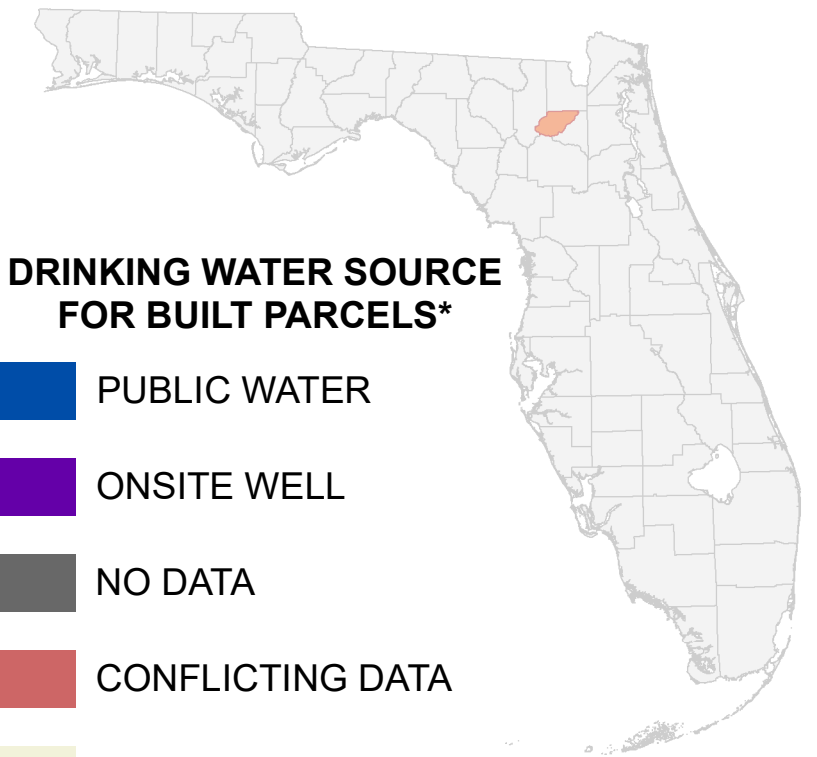 DRINKING WATER SOURCE
FOR BUILT PARCELS*
PUBLIC WATER
ONSITE WELL
NO DATA
CONFLICTING DATA